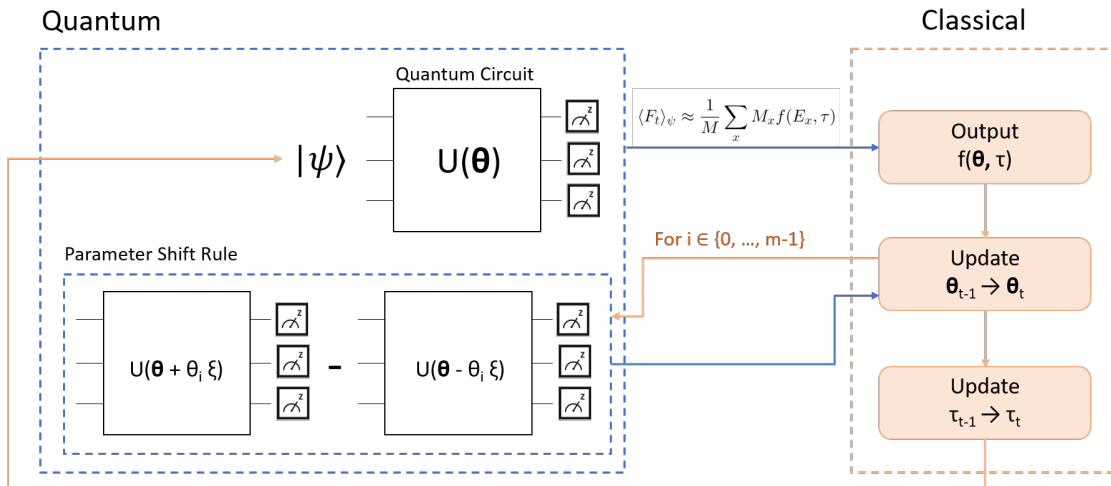 Quantum
Classical
Quantum Circuit
|ψ⟩
U(θ)
z
z
z
⟨F_t⟩_ψ ≈ 1/M ∑_x M_x f(E_x, τ)
Output
f(θ, τ)
For i ∈ {0, …, m-1}
Update
θ_{t-1} → θ_t
Parameter Shift Rule
U(θ + θ_i ξ)
z
z
z
-
U(θ - θ_i ξ)
z
z
z
Update
τ_{t-1} → τ_t